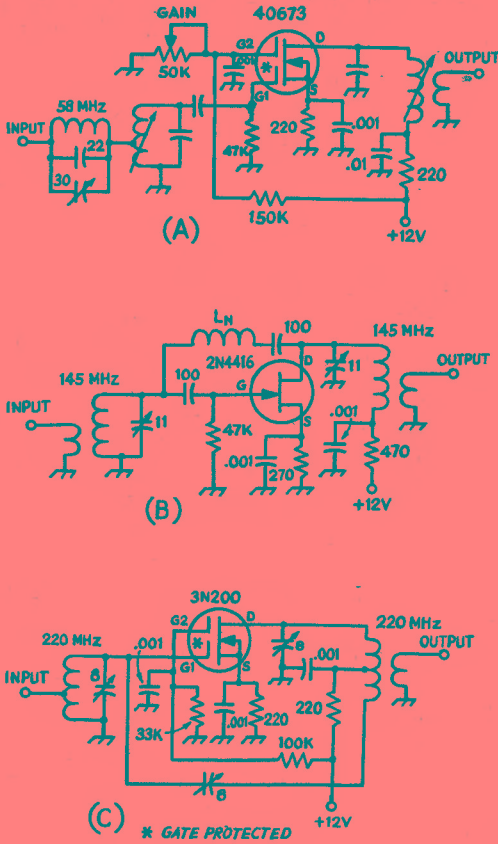 GAIN
40673
G2
D
50K
.001
*
OUTPUT
58 MHz
INPUT
22
30
G1
S
47K
220
.001
.01
220
150K
+12V
(A)
LN
100
2N4416
D
145 MHz
11
OUTPUT
145 MHz
100
G
INPUT
11
47K
S
.001
270
.001
470
+12V
(B)
3N200
G2
D
*
220 MHz
.001
G1
8
220 MHz
OUTPUT
INPUT
8
S
.001
33K
.001
220
220
100K
8
+12V
(C)
* GATE PROTECTED